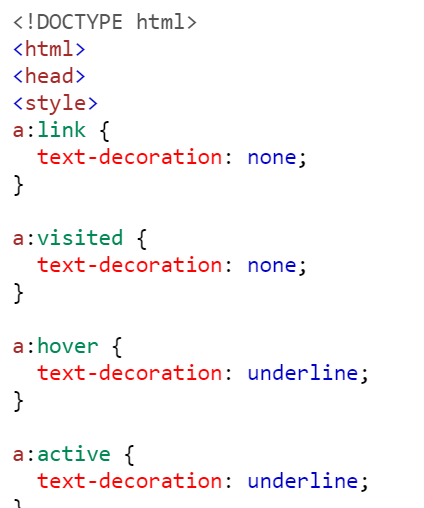 <!DOCTYPE html>
<html>
<head>
<style>
a:link {
  text-decoration: none;
}

a:visited {
  text-decoration: none;
}

a:hover {
  text-decoration: underline;
}

a:active {
  text-decoration: underline;
}